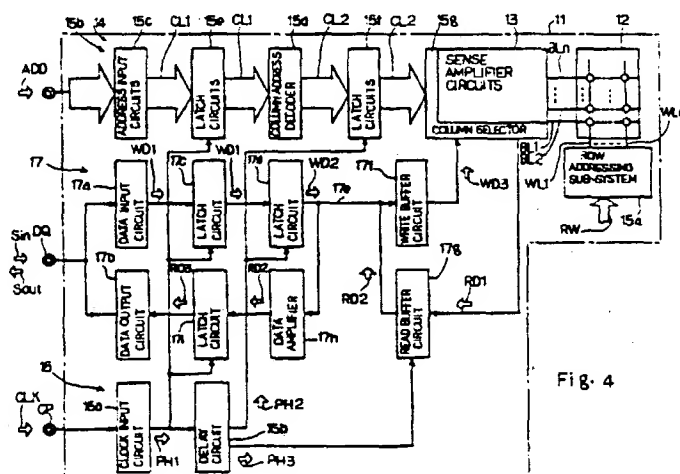 15b 14 15c CL1 15e CL1 15d CL2 15f CL2 15g 13 11 12
ADD
ADDRESS INPUT CIRCUITS
LATCH CIRCUITS
COLUMN ADDRESS DECODER
LATCH CIRCUITS
SENSE AMPLIFIER CIRCUITS
COLUMN SELECTOR
BLn
BL1
BL2
WL1
ROW ADDRESSING SUB-SYSTEM
15a
RW
17
17a
WD1
17c
WD1
17d
WD2
17e
17f
WD3
DATA INPUT CIRCUIT
LATCH CIRCUIT
LATCH CIRCUIT
WRITE BUFFER CIRCUIT
Sin
DQ
Sout
17b
RD3
RD2
RD2
17g
RD1
DATA OUTPUT CIRCUIT
LATCH CIRCUIT
17i
DATA AMPLIFIER
17h
READ BUFFER CIRCUIT
16
CLK
CP
CLOCK INPUT CIRCUIT
DELAY CIRCUIT
PH2
PH1
PH3
Fig. 4